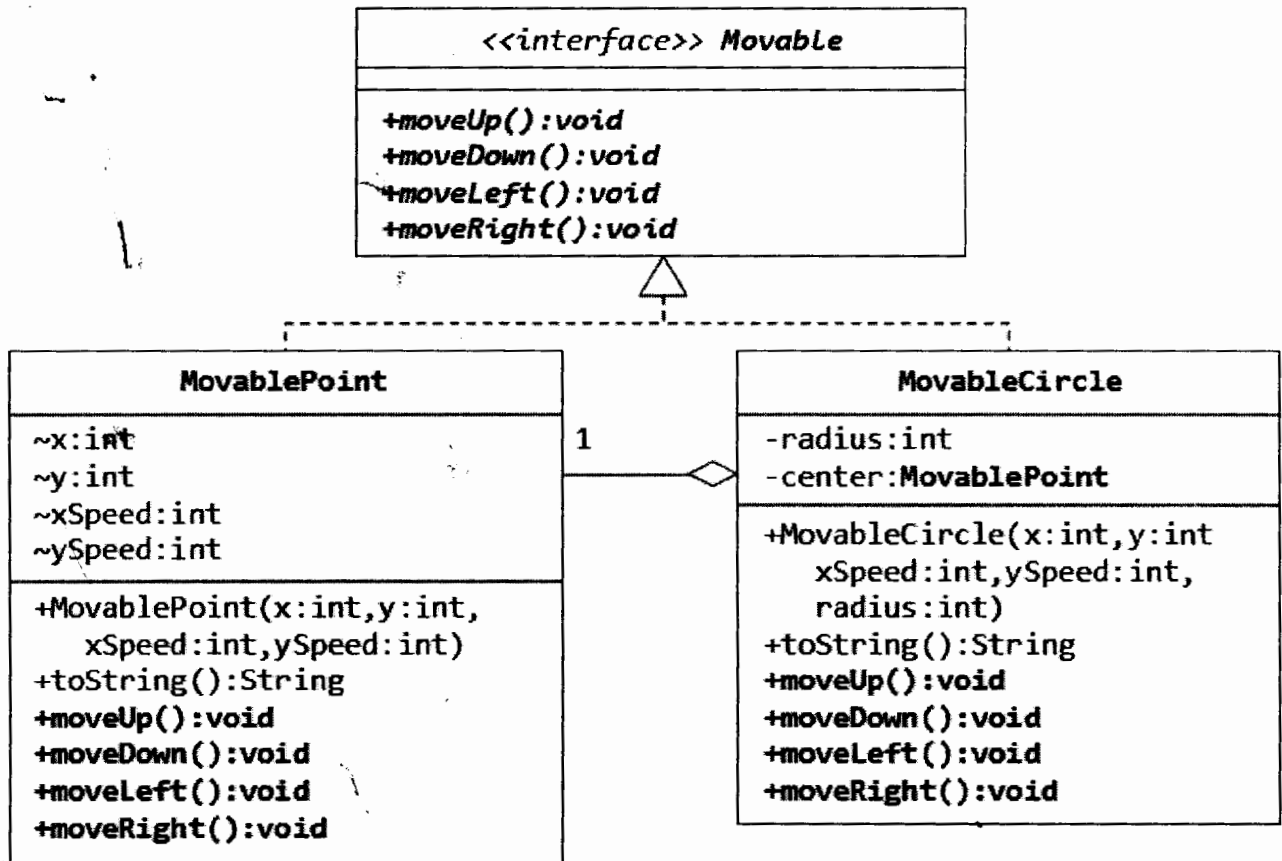 <<interface>> Movable
+moveUp():void
+moveDown():void
+moveLeft():void
+moveRight():void
MovablePoint
~x:int
~y:int
~xSpeed:int
~ySpeed:int
+MovablePoint(x:int,y:int,
xSpeed:int,ySpeed:int)
+toString():String
+moveUp():void
+moveDown():void
+moveLeft():void
+moveRight():void
1
MovableCircle
-radius:int
-center:MovablePoint
+MovableCircle(x:int,y:int
xSpeed:int,ySpeed:int,
radius:int)
+toString():String
+moveUp():void
+moveDown():void
+moveLeft():void
+moveRight():void